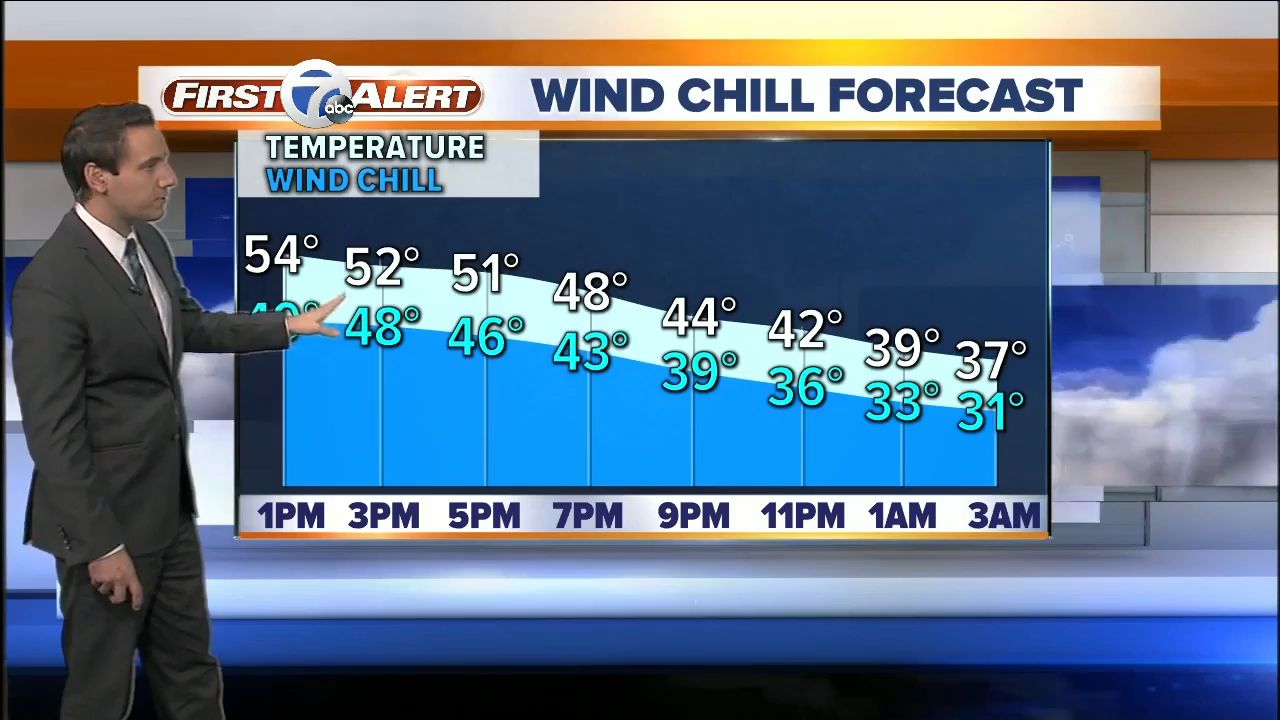 FIRST 7 abc ALERT WIND CHILL FORECAST
TEMPERATURE
WIND CHILL
54° 52° 51° 48° 44° 42° 39° 37°
48° 46° 43° 39° 36° 33° 31°
1PM 3PM 5PM 7PM 9PM 11PM 1AM 3AM